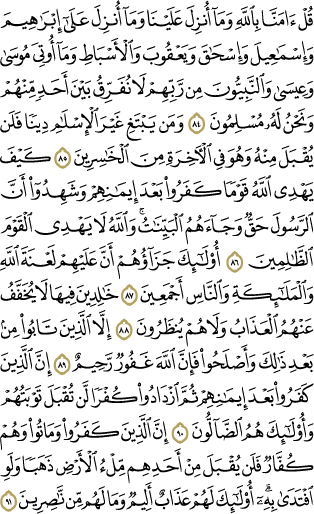 قُلْ ءَامَنَّا بِٱللَّهِ وَمَآ أُنزِلَ عَلَيْنَا وَمَآ أُنزِلَ عَلَىٰٓ إِبْرَٰهِيمَ
وَإِسْمَٰعِيلَ وَإِسْحَٰقَ وَيَعْقُوبَ وَٱلْأَسْبَاطِ وَمَآ أُوتِىَ مُوسَىٰ
وَعِيسَىٰ وَٱلنَّبِيُّونَ مِن رَّبِّهِمْ لَا نُفَرِّقُ بَيْنَ أَحَدٍ مِّنْهُمْ
وَنَحْنُ لَهُۥ مُسْلِمُونَ ٨٤ وَمَن يَبْتَغِ غَيْرَ ٱلْإِسْلَٰمِ دِينًا فَلَن
يُقْبَلَ مِنْهُ وَهُوَ فِى ٱلْءَاخِرَةِ مِنَ ٱلْخَٰسِرِينَ ٨٥ كَيْفَ
يَهْدِى ٱللَّهُ قَوْمًا كَفَرُوا۟ بَعْدَ إِيمَٰنِهِمْ وَشَهِدُوٓا۟ أَنَّ
ٱلرَّسُولَ حَقٌّ وَجَآءَهُمُ ٱلْبَيِّنَٰتُ ۚ وَٱللَّهُ لَا يَهْدِى ٱلْقَوْمَ
ٱلظَّٰلِمِينَ ٨٦ أُو۟لَٰٓئِكَ جَزَآؤُهُمْ أَنَّ عَلَيْهِمْ لَعْنَةَ ٱللَّهِ
وَٱلْمَلَٰٓئِكَةِ وَٱلنَّاسِ أَجْمَعِينَ ٨٧ خَٰلِدِينَ فِيهَا لَا يُخَفَّفُ
عَنْهُمُ ٱلْعَذَابُ وَلَا هُمْ يُنظَرُونَ ٨٨ إِلَّا ٱلَّذِينَ تَابُوا۟ مِنۢ
بَعْدِ ذَٰلِكَ وَأَصْلَحُوا۟ فَإِنَّ ٱللَّهَ غَفُورٌ رَّحِيمٌ ٨٩ إِنَّ ٱلَّذِينَ
كَفَرُوا۟ بَعْدَ إِيمَٰنِهِمْ ثُمَّ ٱزْدَادُوا۟ كُفْرًا لَّن تُقْبَلَ تَوْبَتُهُمْ
وَأُو۟لَٰٓئِكَ هُمُ ٱلضَّآلُّونَ ٩٠ إِنَّ ٱلَّذِينَ كَفَرُوا۟ وَمَاتُوا۟ وَهُمْ
كُفَّارٌ فَلَن يُقْبَلَ مِنْ أَحَدِهِم مِّلْءُ ٱلْأَرْضِ ذَهَبًا وَلَوِ
ٱفْتَدَىٰ بِهِۦٓ ۗ أُو۟لَٰٓئِكَ لَهُمْ عَذَابٌ أَلِيمٌ وَمَا لَهُم مِّن نَّٰصِرِينَ ٩١